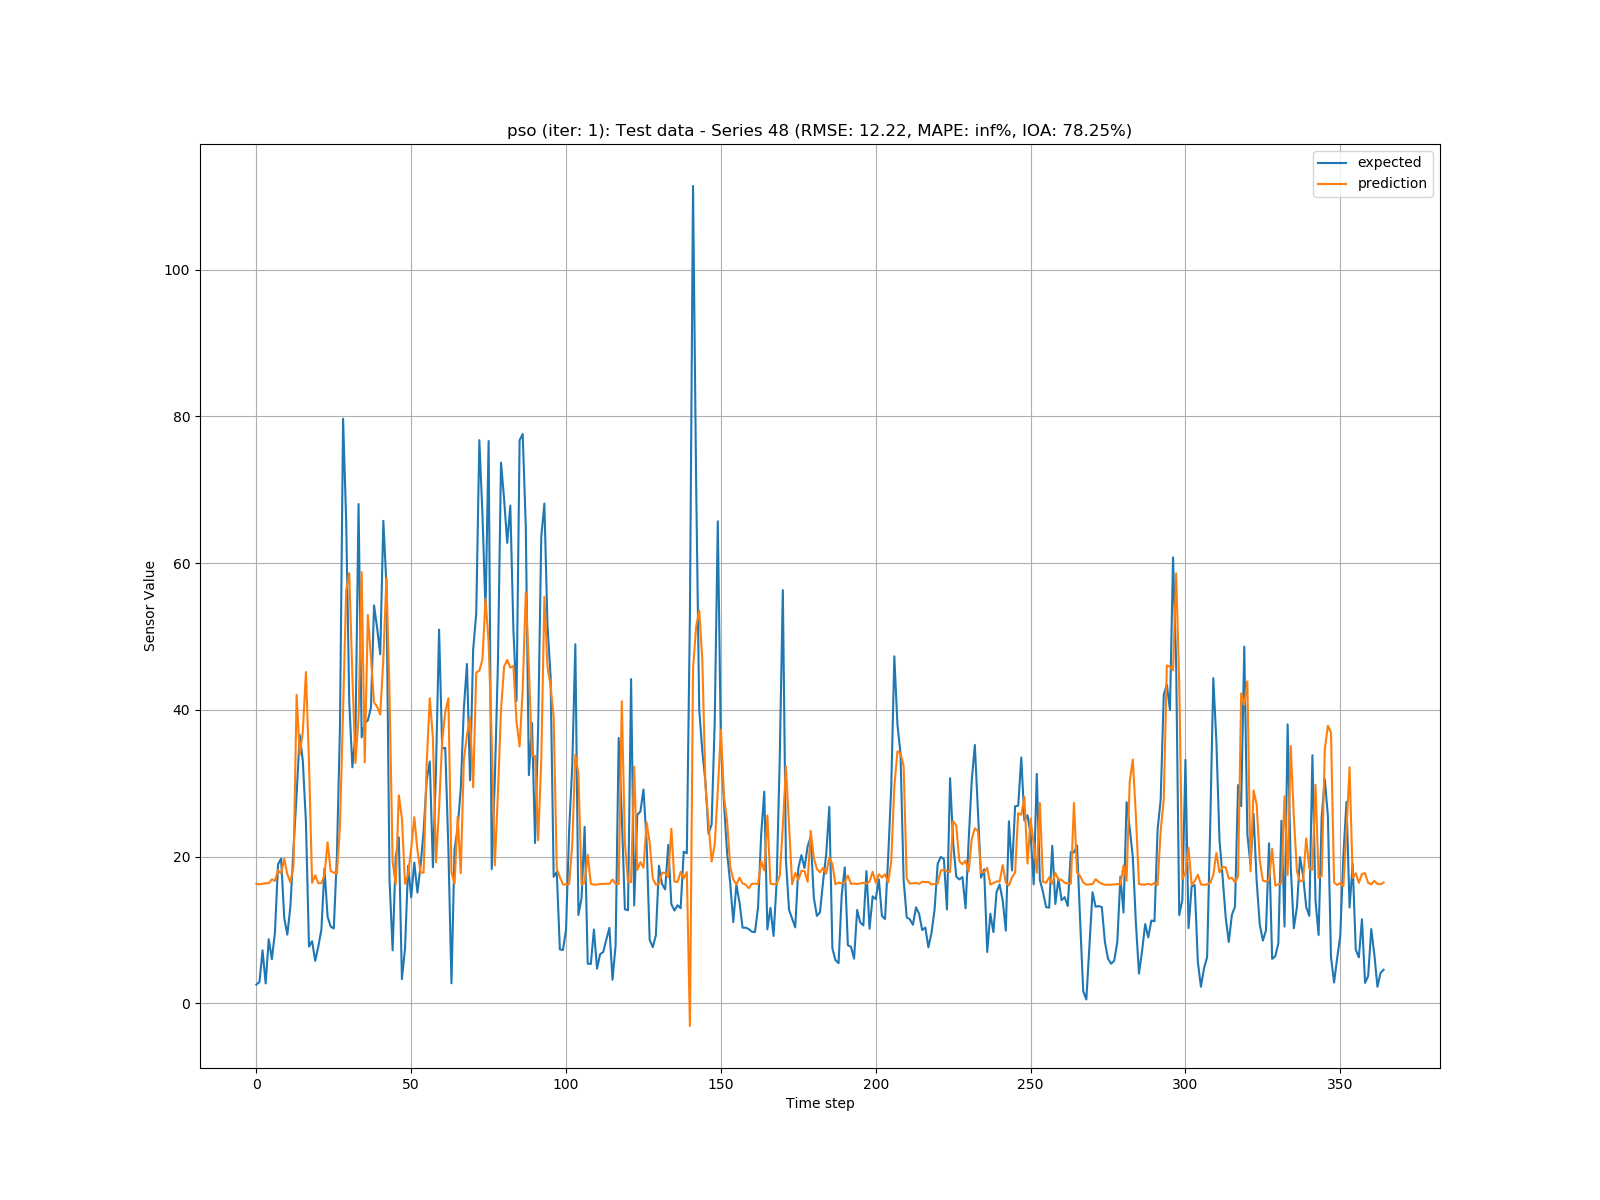 pso (iter: 1): Test data - Series 48 (RMSE: 12.22, MAPE: inf%, IOA: 78.25%)
expected
prediction
100
80
60
40
20
0
Sensor Value
0 50 100 150 200 250 300 350
Time step